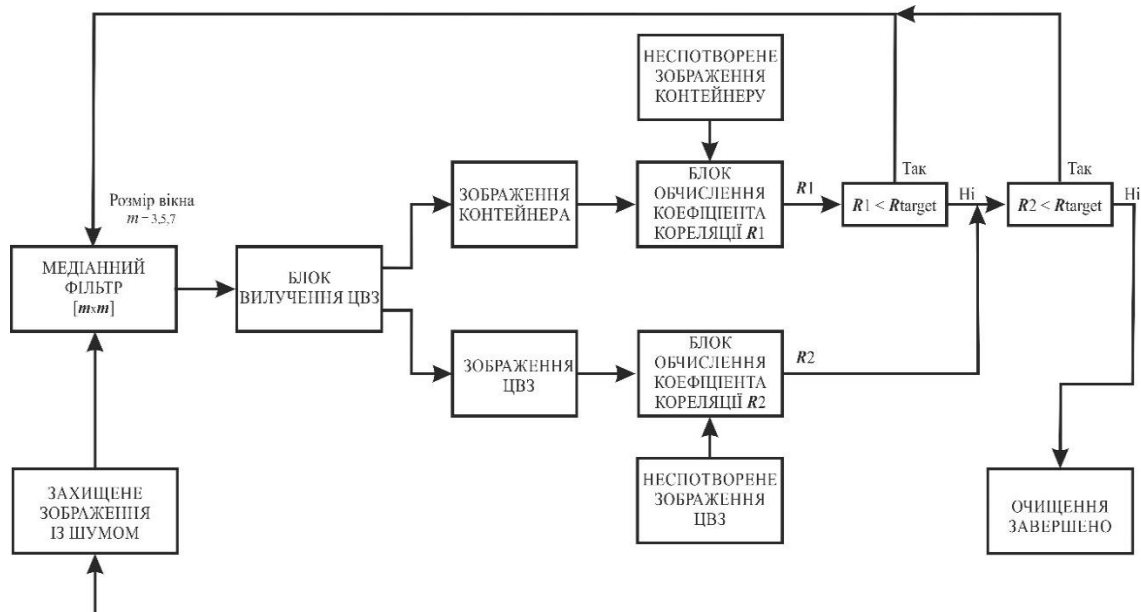 НЕСПОТВОРЕНЕ
ЗОБРАЖЕННЯ
КОНТЕЙНЕРУ
Розмір вікна
m = 3,5,7
МЕДІАННИЙ
ФІЛЬТР
[mxm]
БЛОК
ВИЛУЧЕННЯ ЦВЗ
ЗОБРАЖЕННЯ
КОНТЕЙНЕРА
БЛОК
ОБЧИСЛЕННЯ
КОЕФІЦІЄНТА
КОРЕЛЯЦІЇ R1
R1
Так
R1 < Rtarget
Ні
Так
R2 < Rtarget
Ні
ЗОБРАЖЕННЯ
ЦВЗ
БЛОК
ОБЧИСЛЕННЯ
КОЕФІЦІЄНТА
КОРЕЛЯЦІЇ R2
R2
ЗАХИЩЕНЕ
ЗОБРАЖЕННЯ
ІЗ ШУМОМ
НЕСПОТВОРЕНЕ
ЗОБРАЖЕННЯ
ЦВЗ
ОЧИЩЕННЯ
ЗАВЕРШЕНО